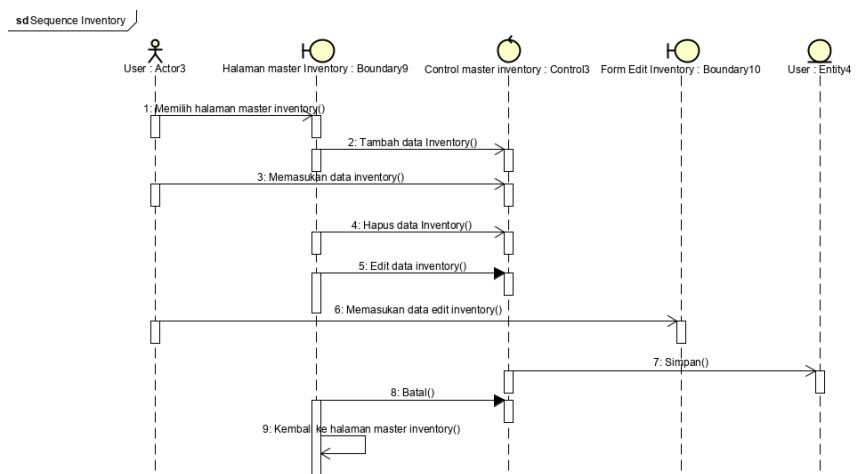 sd Sequence Inventory
User : Actor3
Halaman master Inventory : Boundary9
Control master inventory : Control3
Form Edit Inventory : Boundary10
User : Entity4
1: Memilih halaman master inventory()
2: Tambah data Inventory()
3: Memasukan data inventory()
4: Hapus data Inventory()
5: Edit data inventory()
6: Memasukan data edit inventory()
7: Simpan()
8: Batal()
9: Kembali ke halaman master inventory()